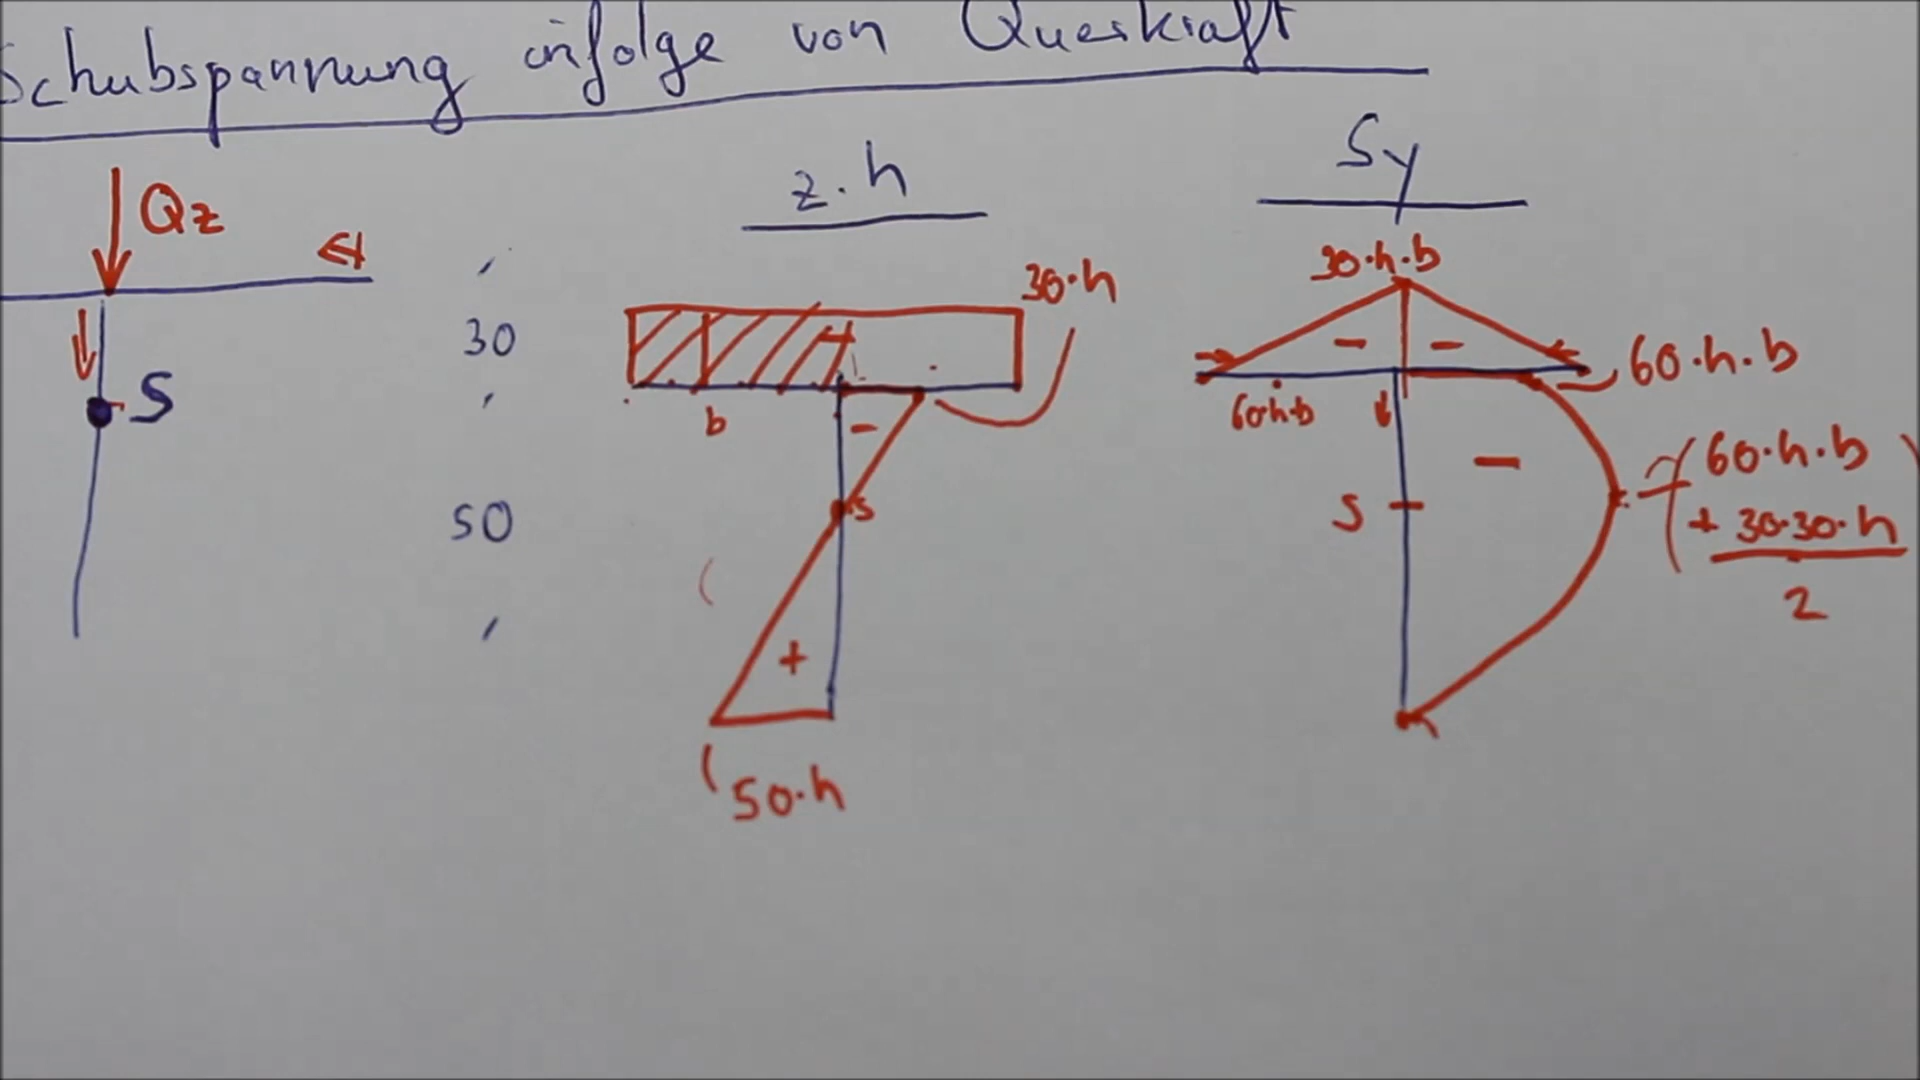 Schubspannung infolge von Querkraft
Qz
S
30
50
z.h
30.h
b
-
S
+
50.h
Sy
30.h.b
- -
60.h.b
60.h.b
-
S
- (60.h.b
+ 30.30.h
2
)